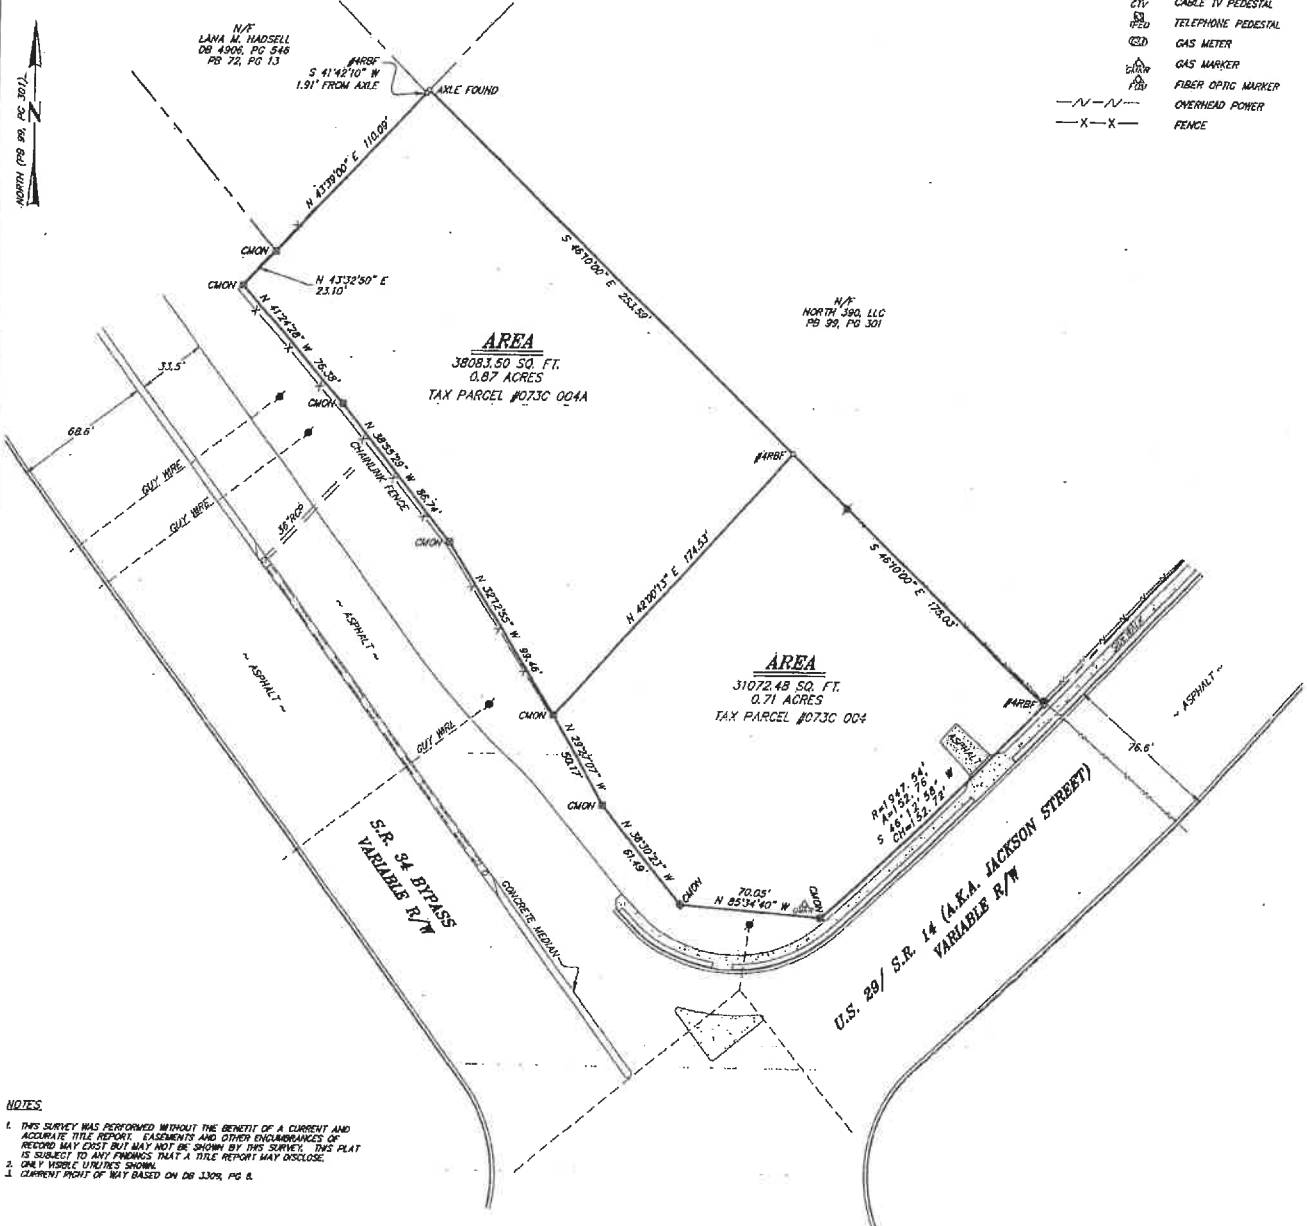 CTV CABLE TV PEDESTAL
TPED TELEPHONE PEDESTAL
GAS METER
GAS MARKER
FIBER OPTIC MARKER
OVERHEAD POWER
X X FENCE
NORTH (PB 99, PG 301)
N
N/F
LANA M. HADSELL
DB 4906, PG 546
PB 72, PG 13
#4RBF
S 41°42'10" W
1.91' FROM AXLE
AXLE FOUND
N 43°39'00" E 110.09'
CMON
CMON
N 43°32'50" E
23.10'
S 46°10'00" E 253.59'
N/F
NORTH 390, LLC
PB 99, PG 301
N 41°24'28" W 76.38'
AREA
38083.50 SQ. FT.
0.87 ACRES
TAX PARCEL #073C 004A
33.5'
68.6'
CMON
N 38°55'29" W 86.74'
CHAINLINK FENCE
GUY WIRE
GUY WIRE
36" RCP
CMON
#4RBF
N 42°00'13" E 174.53'
S 46°10'00" E 175.03'
N 32°12'55" W 99.46'
~ ASPHALT ~
~ ASPHALT ~
AREA
31072.48 SQ. FT.
0.71 ACRES
TAX PARCEL #073C 004
#4RBF
SIDEWALK
~ ASPHALT ~
76.6'
CMON
GUY WIRE
N 29°27'07" W
50.17'
ASPHALT
R=1947.54'
A=152.76'
S 46°12'58" W
CH=152.72'
CMON
N 38°30'23" W
61.49'
S.R. 34 BYPASS
VARIABLE R/W
CONCRETE MEDIAN
CMON
70.05'
N 85°34'40" W
CMON
U.S. 29/ S.R. 14 (A.K.A. JACKSON STREET)
VARIABLE R/W
NOTES
1. THIS SURVEY WAS PERFORMED WITHOUT THE BENEFIT OF A CURRENT AND
ACCURATE TITLE REPORT. EASEMENTS AND OTHER ENCUMBRANCES OF
RECORD MAY EXIST BUT MAY NOT BE SHOWN BY THIS SURVEY. THIS PLAT
IS SUBJECT TO ANY FINDINGS THAT A TITLE REPORT MAY DISCLOSE.
2. ONLY VISIBLE UTILITIES SHOWN.
3. CURRENT RIGHT OF WAY BASED ON DB 3309, PG 8.